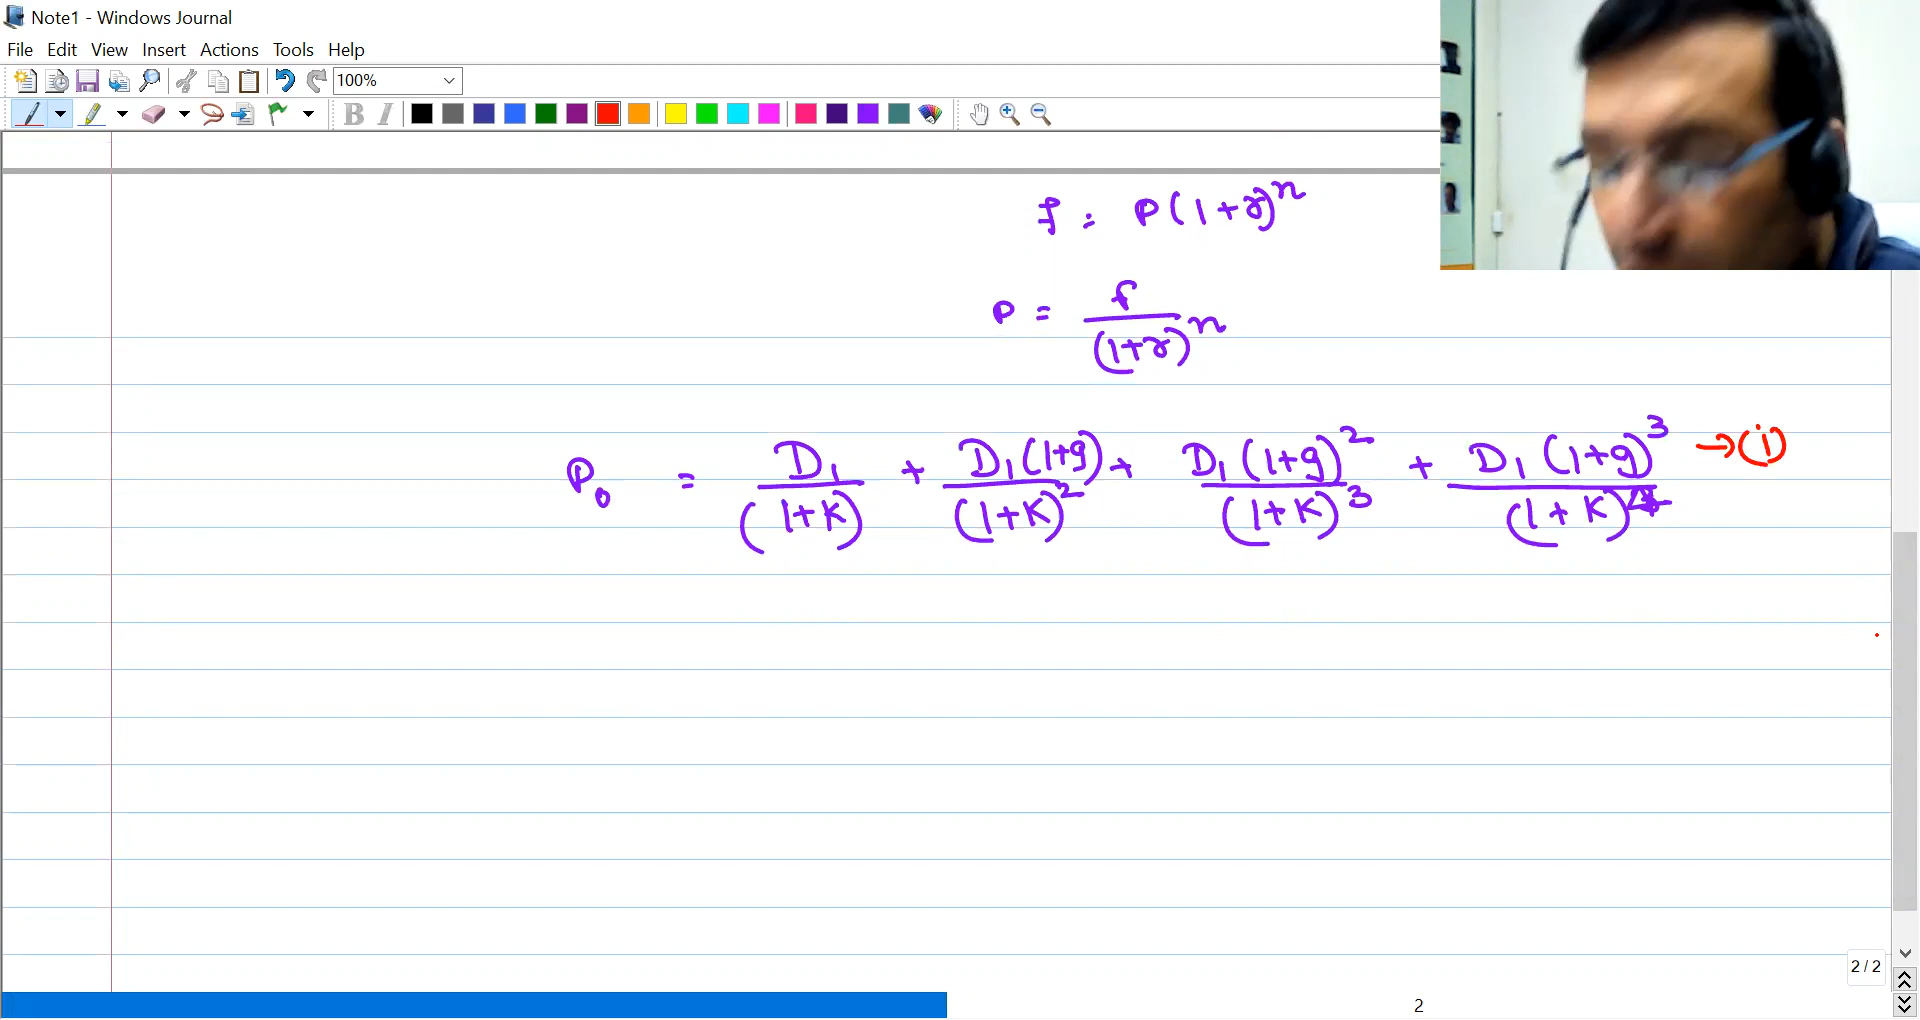 Note1 - Windows Journal
File Edit View Insert Actions Tools Help
100%
B I
f = P(1+r)^n
P = f/(1+r)^n
P₀ = D₁/(1+K) + D₁(1+g)/(1+K)^2 + D₁(1+g)^2/(1+K)^3 + D₁(1+g)^3/(1+K)^4 → (i)
2 / 2
2